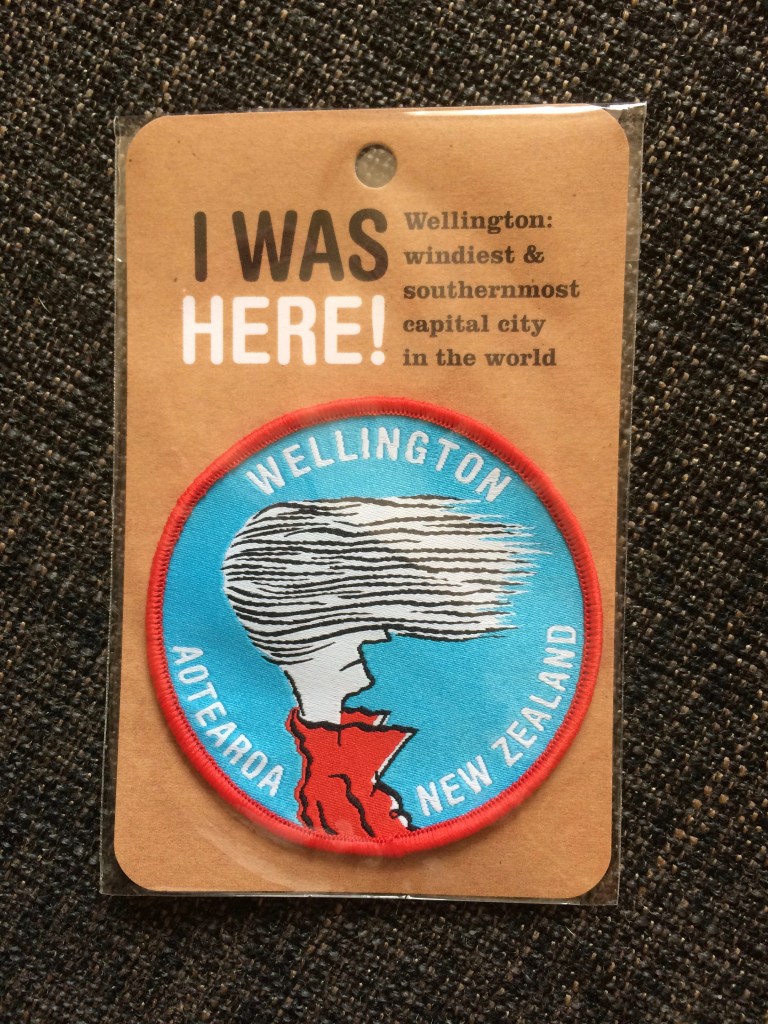 I WAS
HERE!
Wellington:
windiest &
southernmost
capital city
in the world
WELLINGTON
AOTEAROA
NEW ZEALAND